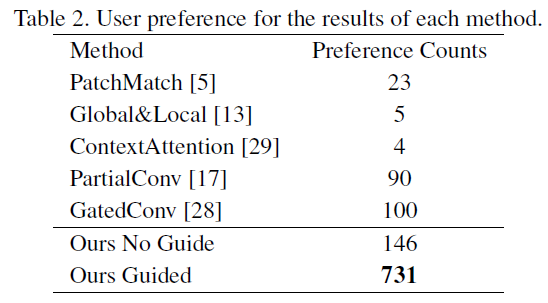 Table 2. User preference for the results of each method.
Method Preference Counts
PatchMatch [5] 23
Global&Local [13] 5
ContextAttention [29] 4
PartialConv [17] 90
GatedConv [28] 100
Ours No Guide 146
Ours Guided 731